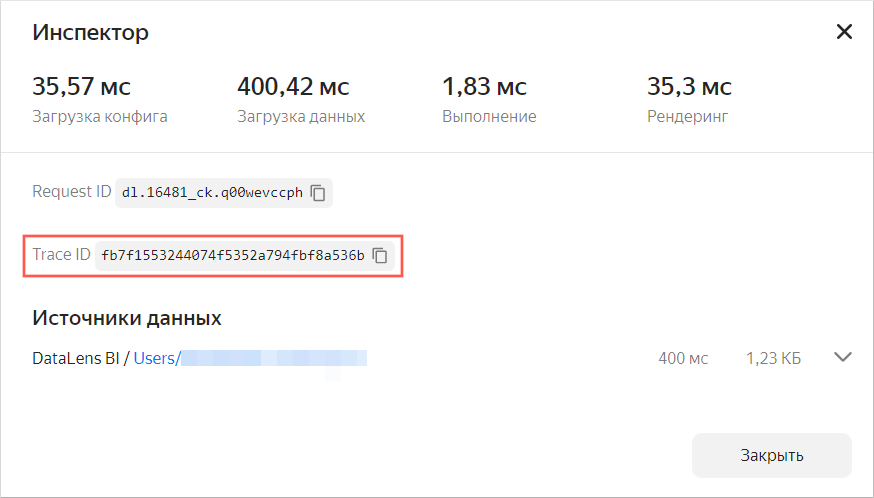 Инспектор
35,57 мс 400,42 мс 1,83 мс 35,3 мс
Загрузка конфига Загрузка данных Выполнение Рендеринг
Request ID dl.16481_ck.q00wevccph
Trace ID fb7f1553244074f5352a794fbf8a536b
Источники данных
DataLens BI / Users/ 400 мс 1,23 КБ
Закрыть